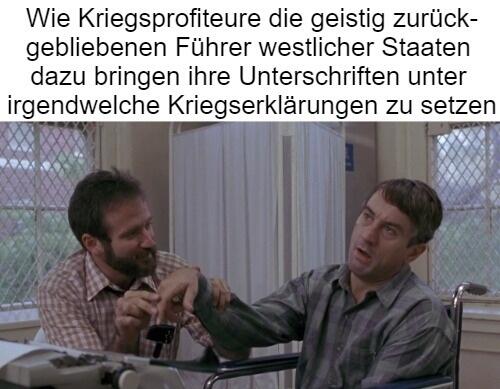 Wie Kriegsprofiteure die geistig zurück-
gebliebenen Führer westlicher Staaten
dazu bringen ihre Unterschriften unter
irgendwelche Kriegserklärungen zu setzen